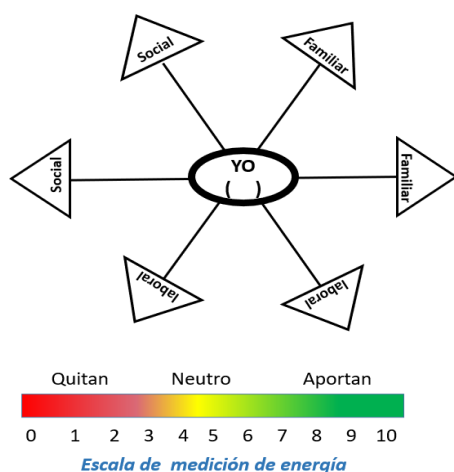 Social
Familiar
Social
YO
(    )
Familiar
laboral
laboral
Quitan Neutro Aportan
0 1 2 3 4 5 6 7 8 9 10
Escala de medición de energía